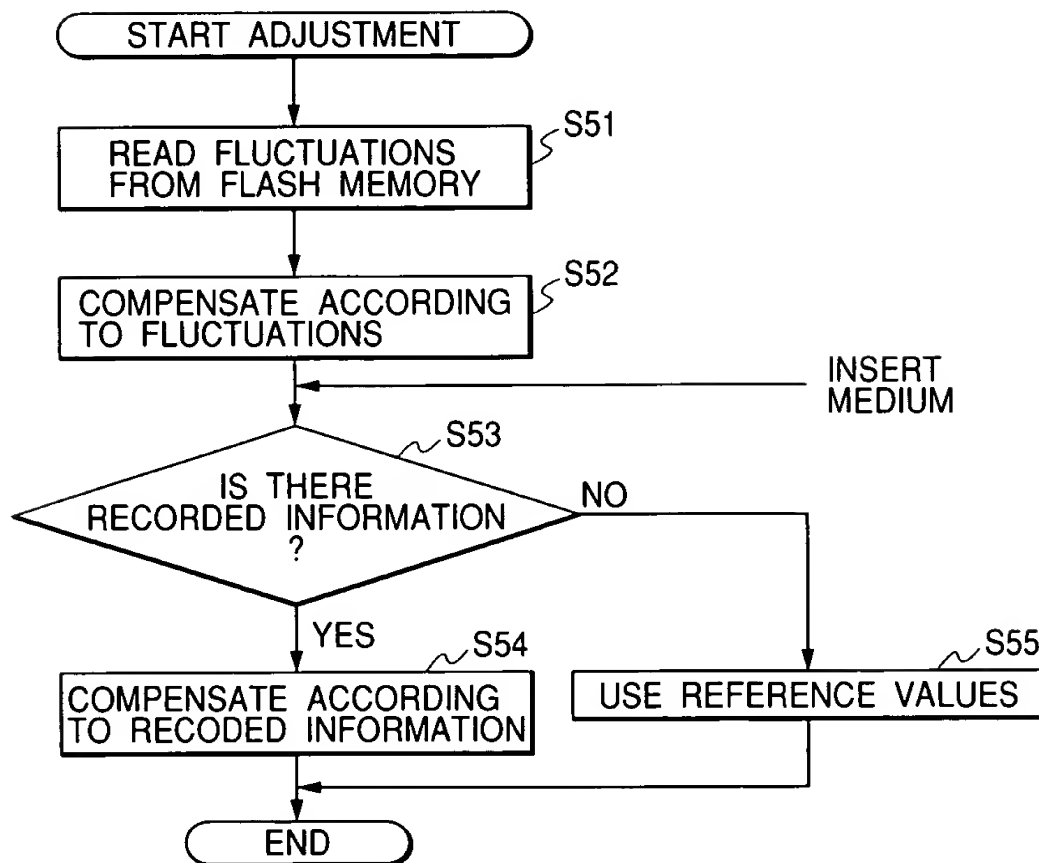 START ADJUSTMENT
S51
READ FLUCTUATIONS
FROM FLASH MEMORY
S52
COMPENSATE ACCORDING
TO FLUCTUATIONS
INSERT
MEDIUM
S53
IS THERE
RECORDED INFORMATION
?
NO
YES
S54
COMPENSATE ACCORDING
TO RECODED INFORMATION
S55
USE REFERENCE VALUES
END